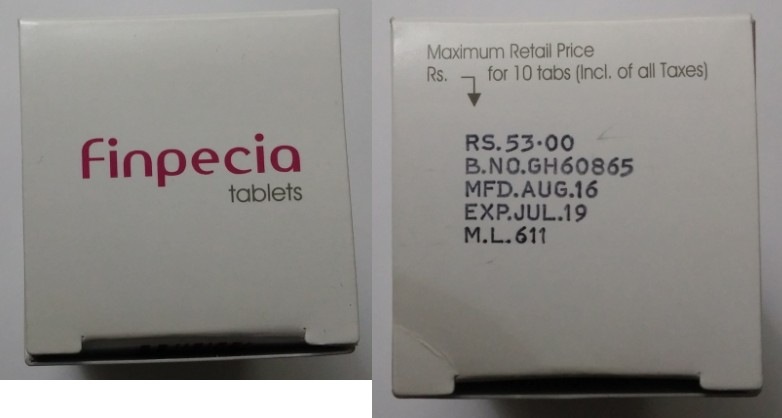 Finpecia
tablets
Maximum Retail Price
Rs. for 10 tabs (Incl. of all Taxes)
RS.53.00
B.NO.GH60865
MFD.AUG.16
EXP.JUL.19
M.L.611